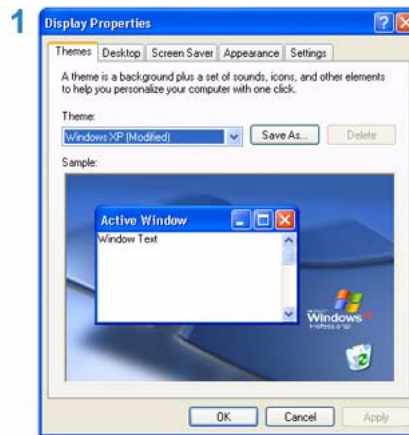 1
Display Properties
Themes Desktop Screen Saver Appearance Settings
A theme is a background plus a set of sounds, icons, and other elements
to help you personalize your computer with one click.
Theme:
Windows XP (Modified) Save As... Delete
Sample:
Active Window
Window Text
Windows xp
Professional
OK Cancel Apply